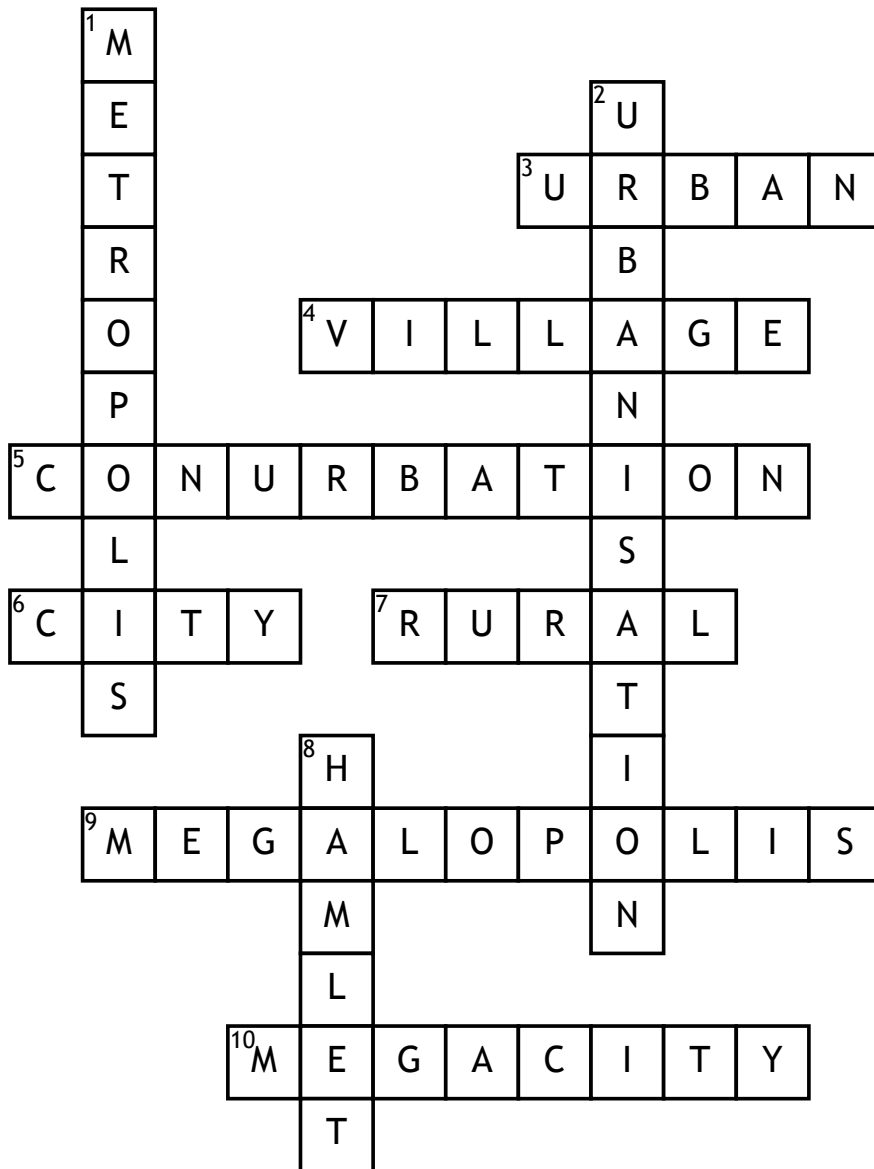 1 M
E 2 U
T 3 U R B A N
R B
O 4 V I L L A G E
P N
5 C O N U R B A T I O N
L S
6 C I T Y 7 R U R A L
S T
8 H I
9 M E G A L O P O L I S
M N
L
10 M E G A C I T Y
T